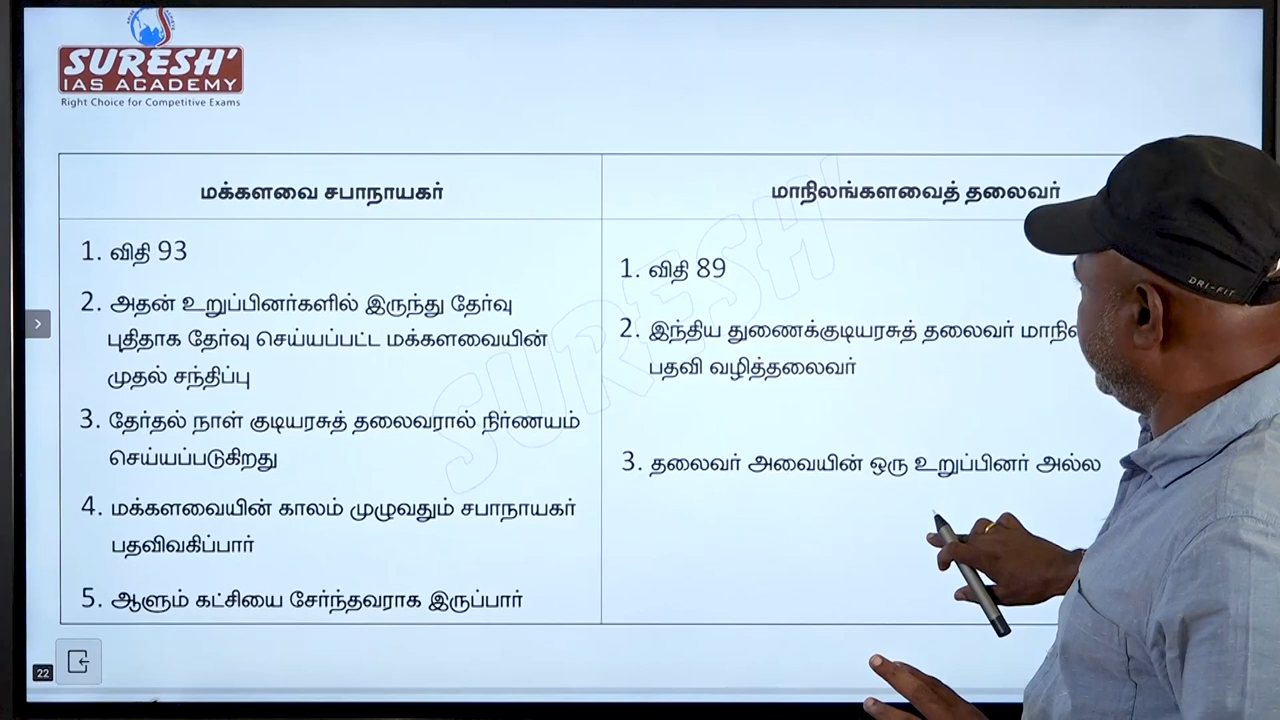 SURESH'
IAS ACADEMY
Right Choice for Competitive Exams
மக்களவை சபாநாயகர்
1. விதி 93
2. அதன் உறுப்பினர்களில் இருந்து தேர்வு
புதிதாக தேர்வு செய்யப்பட்ட மக்களவையின்
முதல் சந்திப்பு
3. தேர்தல் நாள் குடியரசுத் தலைவரால் நிர்ணயம்
செய்யப்படுகிறது
4. மக்களவையின் காலம் முழுவதும் சபாநாயகர்
பதவிவகிப்பார்
5. ஆளும் கட்சியை சேர்ந்தவராக இருப்பார்
மாநிலங்களவைத் தலைவர்
1. விதி 89
2. இந்திய துணைக்குடியரசுத் தலைவர்
பதவி வழித்தலைவர்
3. தலைவர் அவையின் ஒரு உறுப்பினர் அல்ல
SURESH'
22
DRI-FIT